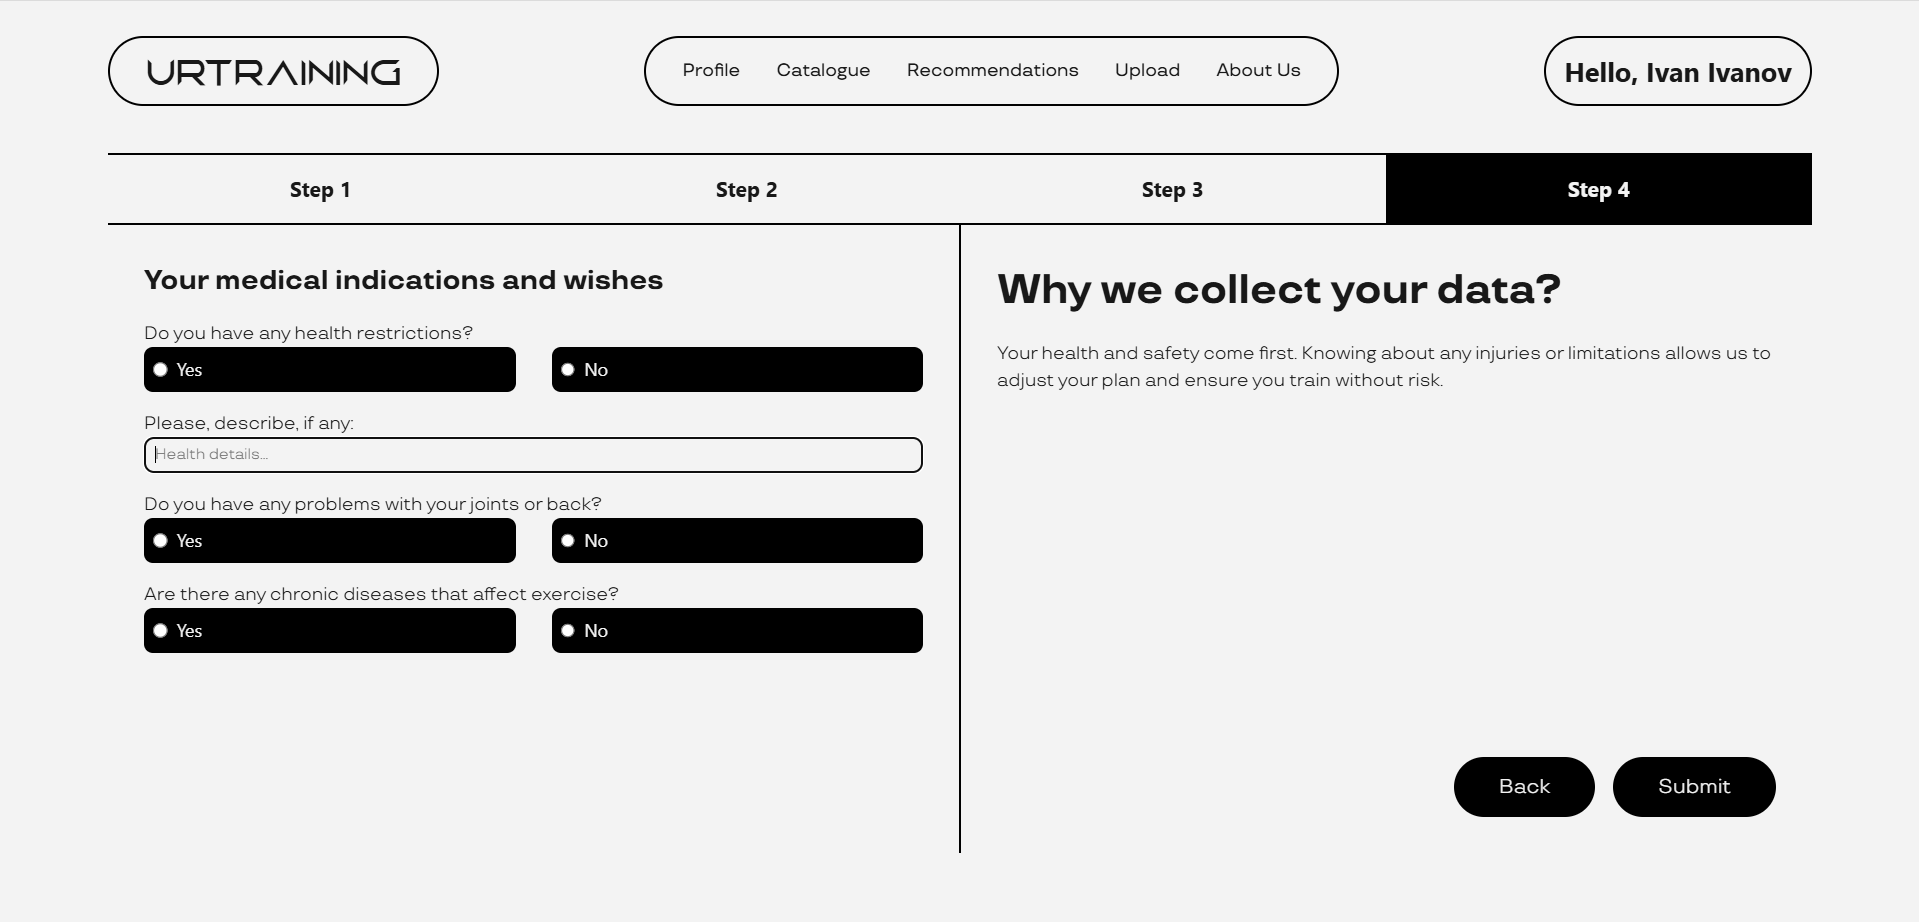 URTRAINING
Profile Catalogue Recommendations Upload About Us
Hello, Ivan Ivanov
Step 1 Step 2 Step 3 Step 4
Your medical indications and wishes
Do you have any health restrictions?
Yes No
Please, describe, if any:
Health details...
Do you have any problems with your joints or back?
Yes No
Are there any chronic diseases that affect exercise?
Yes No
Why we collect your data?
Your health and safety come first. Knowing about any injuries or limitations allows us to
adjust your plan and ensure you train without risk.
Back Submit